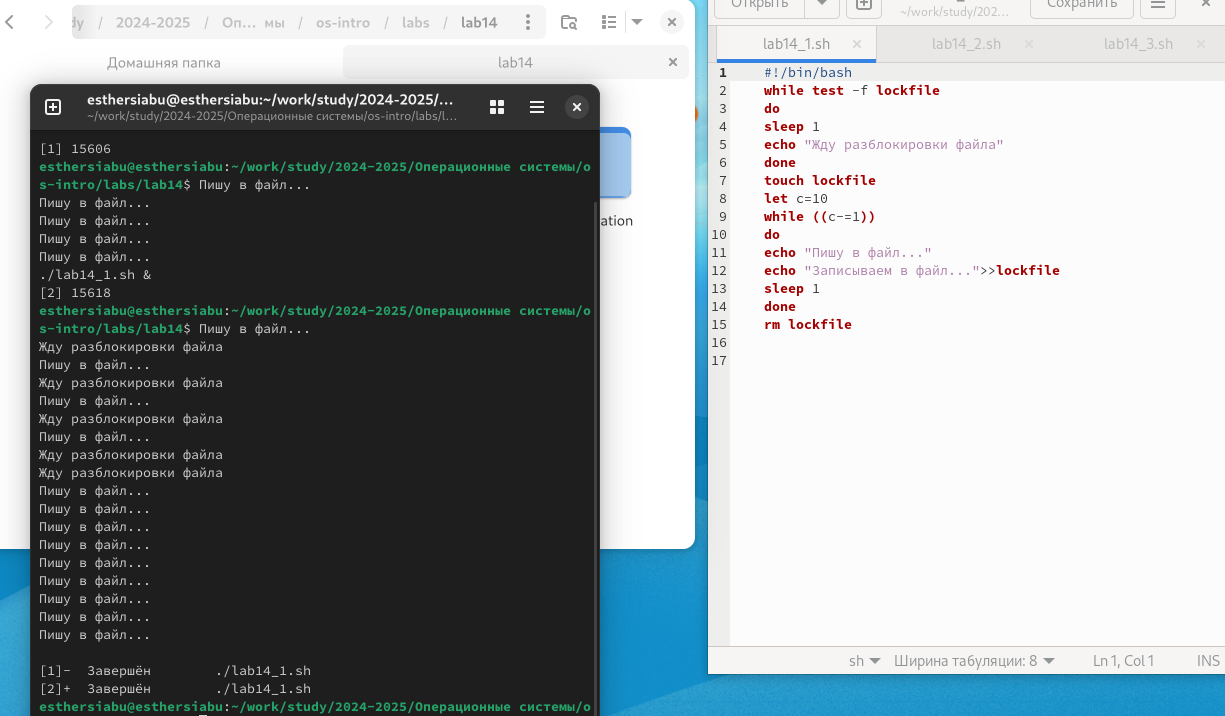 dy / 2024-2025 / Оп… мы / os-intro / labs / lab14
Домашняя папка
lab14
ation
esthersiabu@esthersiabu:~/work/study/2024-2025/…
~/work/study/2024-2025/Операционные системы/os-intro/labs/l…
[1] 15606
esthersiabu@esthersiabu:~/work/study/2024-2025/Операционные системы/o
s-intro/labs/lab14$ Пишу в файл...
Пишу в файл...
Пишу в файл...
Пишу в файл...
Пишу в файл...
./lab14_1.sh &
[2] 15618
esthersiabu@esthersiabu:~/work/study/2024-2025/Операционные системы/o
s-intro/labs/lab14$ Пишу в файл...
Жду разблокировки файла
Пишу в файл...
Жду разблокировки файла
Пишу в файл...
Жду разблокировки файла
Пишу в файл...
Жду разблокировки файла
Жду разблокировки файла
Пишу в файл...
Пишу в файл...
Пишу в файл...
Пишу в файл...
Пишу в файл...
Пишу в файл...
Пишу в файл...
Пишу в файл...
Пишу в файл...
[1]-  Завершён        ./lab14_1.sh
[2]+  Завершён        ./lab14_1.sh
esthersiabu@esthersiabu:~/work/study/2024-2025/Операционные системы/o
Открыть
~/work/study/202…
Сохранить
lab14_1.sh
lab14_2.sh
lab14_3.sh
1 #!/bin/bash
2 while test -f lockfile
3 do
4 sleep 1
5 echo "Жду разблокировки файла"
6 done
7 touch lockfile
8 let c=10
9 while ((c-=1))
10 do
11 echo "Пишу в файл..."
12 echo "Записываем в файл...">>lockfile
13 sleep 1
14 done
15 rm lockfile
16
17
sh Ширина табуляции: 8 Ln 1, Col 1 INS